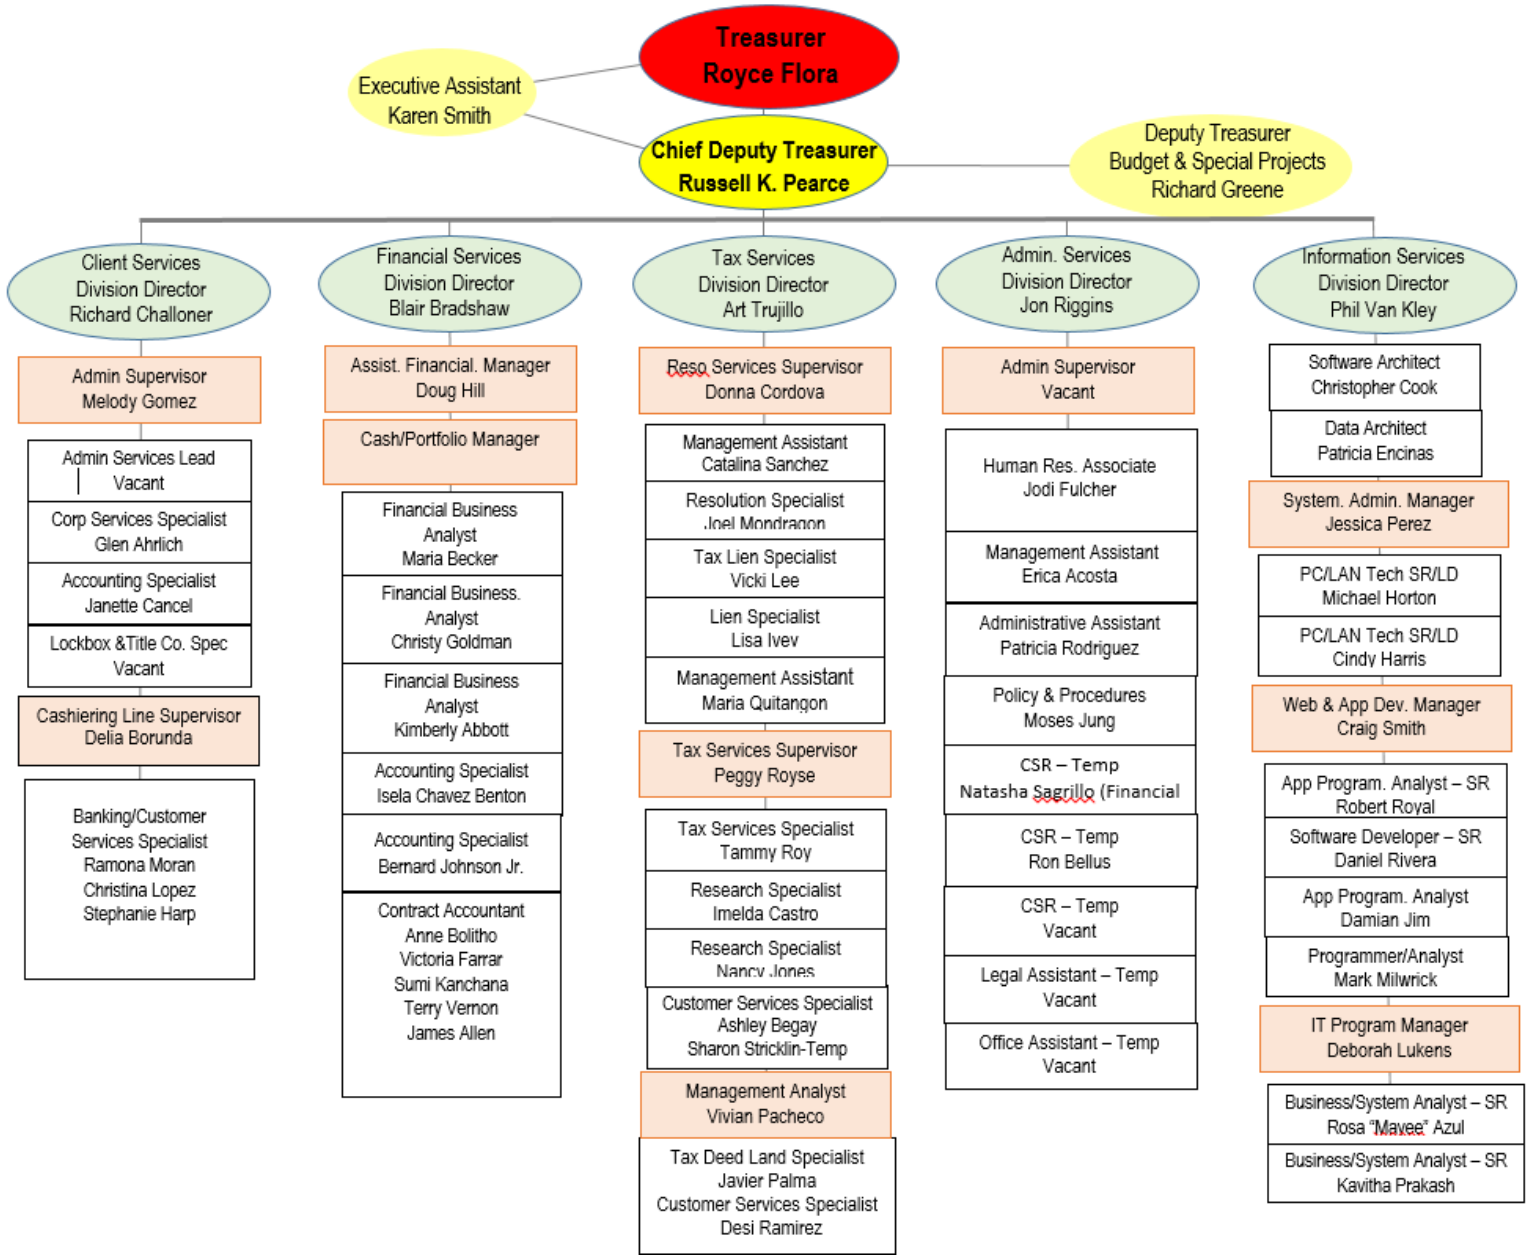 Treasurer
Royce Flora
Executive Assistant
Karen Smith
Chief Deputy Treasurer
Russell K. Pearce
Deputy Treasurer
Budget & Special Projects
Richard Greene
Client Services
Division Director
Richard Challoner
Admin Supervisor
Melody Gomez
Admin Services Lead
Vacant
Corp Services Specialist
Glen Ahrlich
Accounting Specialist
Janette Cancel
Lockbox &Title Co. Spec
Vacant
Cashiering Line Supervisor
Delia Borunda
Banking/Customer
Services Specialist
Ramona Moran
Christina Lopez
Stephanie Harp
Financial Services
Division Director
Blair Bradshaw
Assist. Financial. Manager
Doug Hill
Cash/Portfolio Manager
Financial Business
Analyst
Maria Becker
Financial Business.
Analyst
Christy Goldman
Financial Business
Analyst
Kimberly Abbott
Accounting Specialist
Isela Chavez Benton
Accounting Specialist
Bernard Johnson Jr.
Contract Accountant
Anne Bolitho
Victoria Farrar
Sumi Kanchana
Terry Vernon
James Allen
Tax Services
Division Director
Art Trujillo
Reso Services Supervisor
Donna Cordova
Management Assistant
Catalina Sanchez
Resolution Specialist
Joel Mondragon
Tax Lien Specialist
Vicki Lee
Lien Specialist
Lisa Ivey
Management Assistant
Maria Quitangon
Tax Services Supervisor
Peggy Royse
Tax Services Specialist
Tammy Roy
Research Specialist
Imelda Castro
Research Specialist
Nancy Jones
Customer Services Specialist
Ashley Begay
Sharon Stricklin-Temp
Management Analyst
Vivian Pacheco
Tax Deed Land Specialist
Javier Palma
Customer Services Specialist
Desi Ramirez
Admin. Services
Division Director
Jon Riggins
Admin Supervisor
Vacant
Human Res. Associate
Jodi Fulcher
Management Assistant
Erica Acosta
Administrative Assistant
Patricia Rodriguez
Policy & Procedures
Moses Jung
CSR – Temp
Natasha Sagrillo (Financial
CSR – Temp
Ron Bellus
CSR – Temp
Vacant
Legal Assistant – Temp
Vacant
Office Assistant – Temp
Vacant
Information Services
Division Director
Phil Van Kley
Software Architect
Christopher Cook
Data Architect
Patricia Encinas
System. Admin. Manager
Jessica Perez
PC/LAN Tech SR/LD
Michael Horton
PC/LAN Tech SR/LD
Cindy Harris
Web & App Dev. Manager
Craig Smith
App Program. Analyst – SR
Robert Royal
Software Developer – SR
Daniel Rivera
App Program. Analyst
Damian Jim
Programmer/Analyst
Mark Milwrick
IT Program Manager
Deborah Lukens
Business/System Analyst – SR
Rosa “Mavee” Azul
Business/System Analyst – SR
Kavitha Prakash